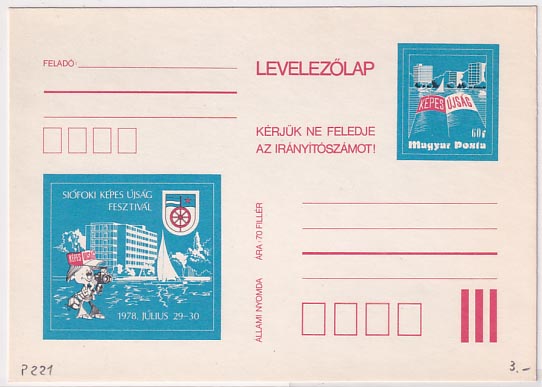 FELADÓ:
LEVELEZŐLAP
KÉPES ÚJSÁG
60f
Magyar Posta
KÉRJÜK NE FELEDJE
AZ IRÁNYÍTÓSZÁMOT!
SIÓFOKI KÉPES ÚJSÁG
FESZTIVÁL
KÉPES ÚJSÁG
1978. JÚLIUS 29-30
ÁLLAMI NYOMDA ÁRA-70 FILLÉR
P221
3.-